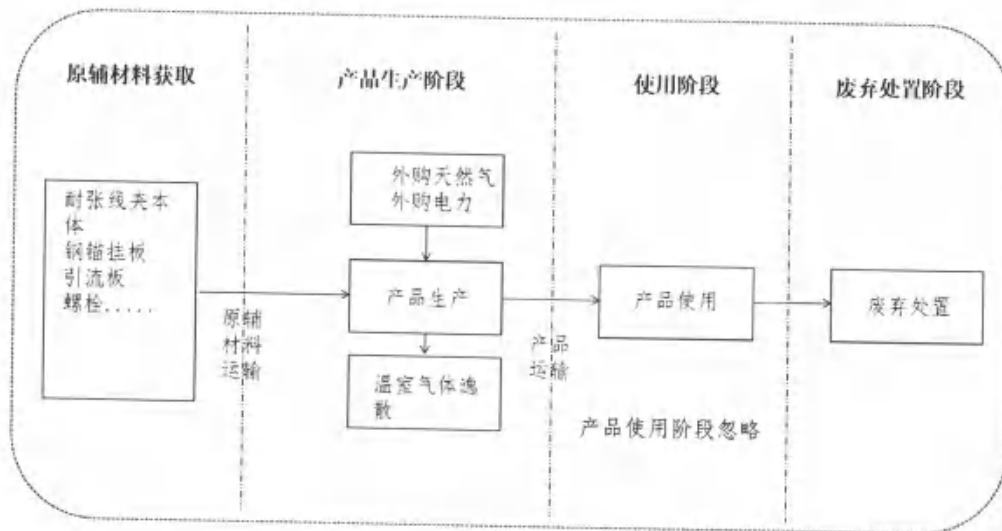 原辅材料获取
产品生产阶段
使用阶段
废弃处置阶段
耐张线夹本
体
钢锚挂板
引流板
螺栓.....
原辅
材料
运输
外购天然气
外购电力
产品生产
温室气体逸
散
产品
运输
产品使用
产品使用阶段忽略
废弃处置